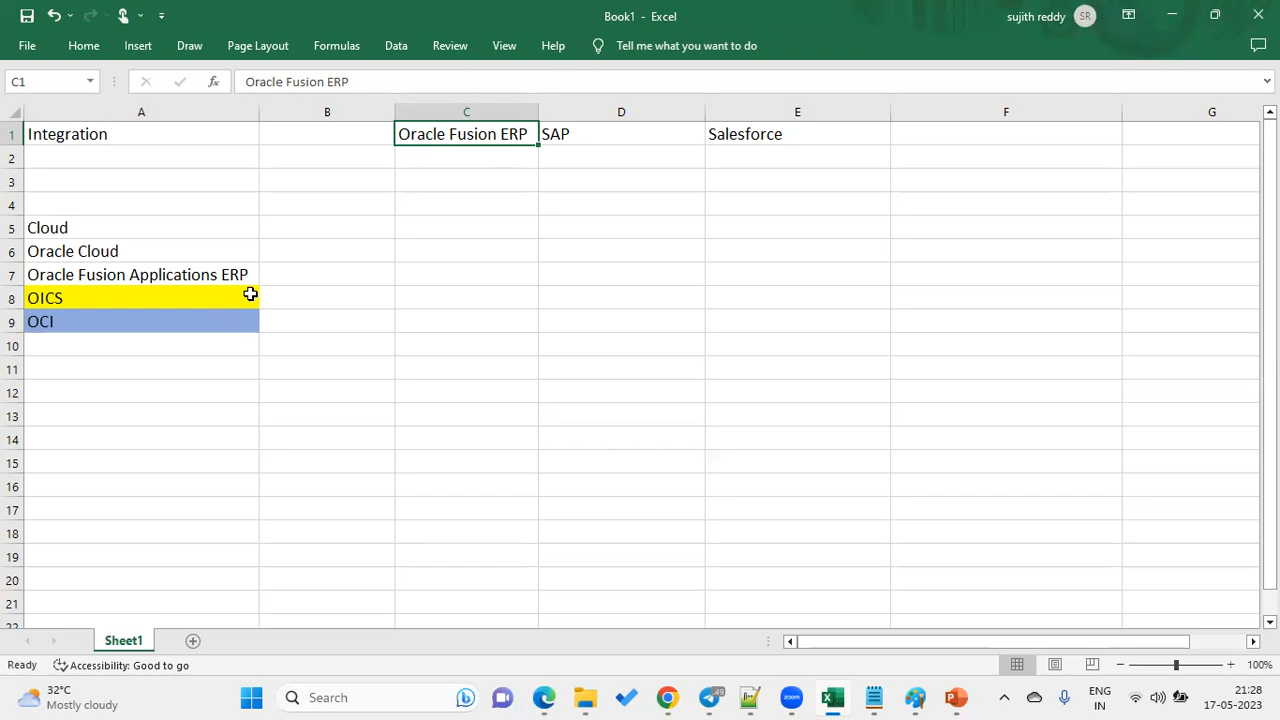 Book1 - Excel
sujith reddy
SR
File
Home
Insert
Draw
Page Layout
Formulas
Data
Review
View
Help
Tell me what you want to do
C1
fx
Oracle Fusion ERP
A
B
C
D
E
F
G
1
Integration
Oracle Fusion ERP
SAP
Salesforce
2
3
4
5
Cloud
6
Oracle Cloud
7
Oracle Fusion Applications ERP
8
OICS
9
OCI
10
11
12
13
14
15
16
17
18
19
20
21
22
Sheet1
Ready
Accessibility: Good to go
100%
32°C
Mostly cloudy
Search
49
ENG
IN
21:28
17-05-2023